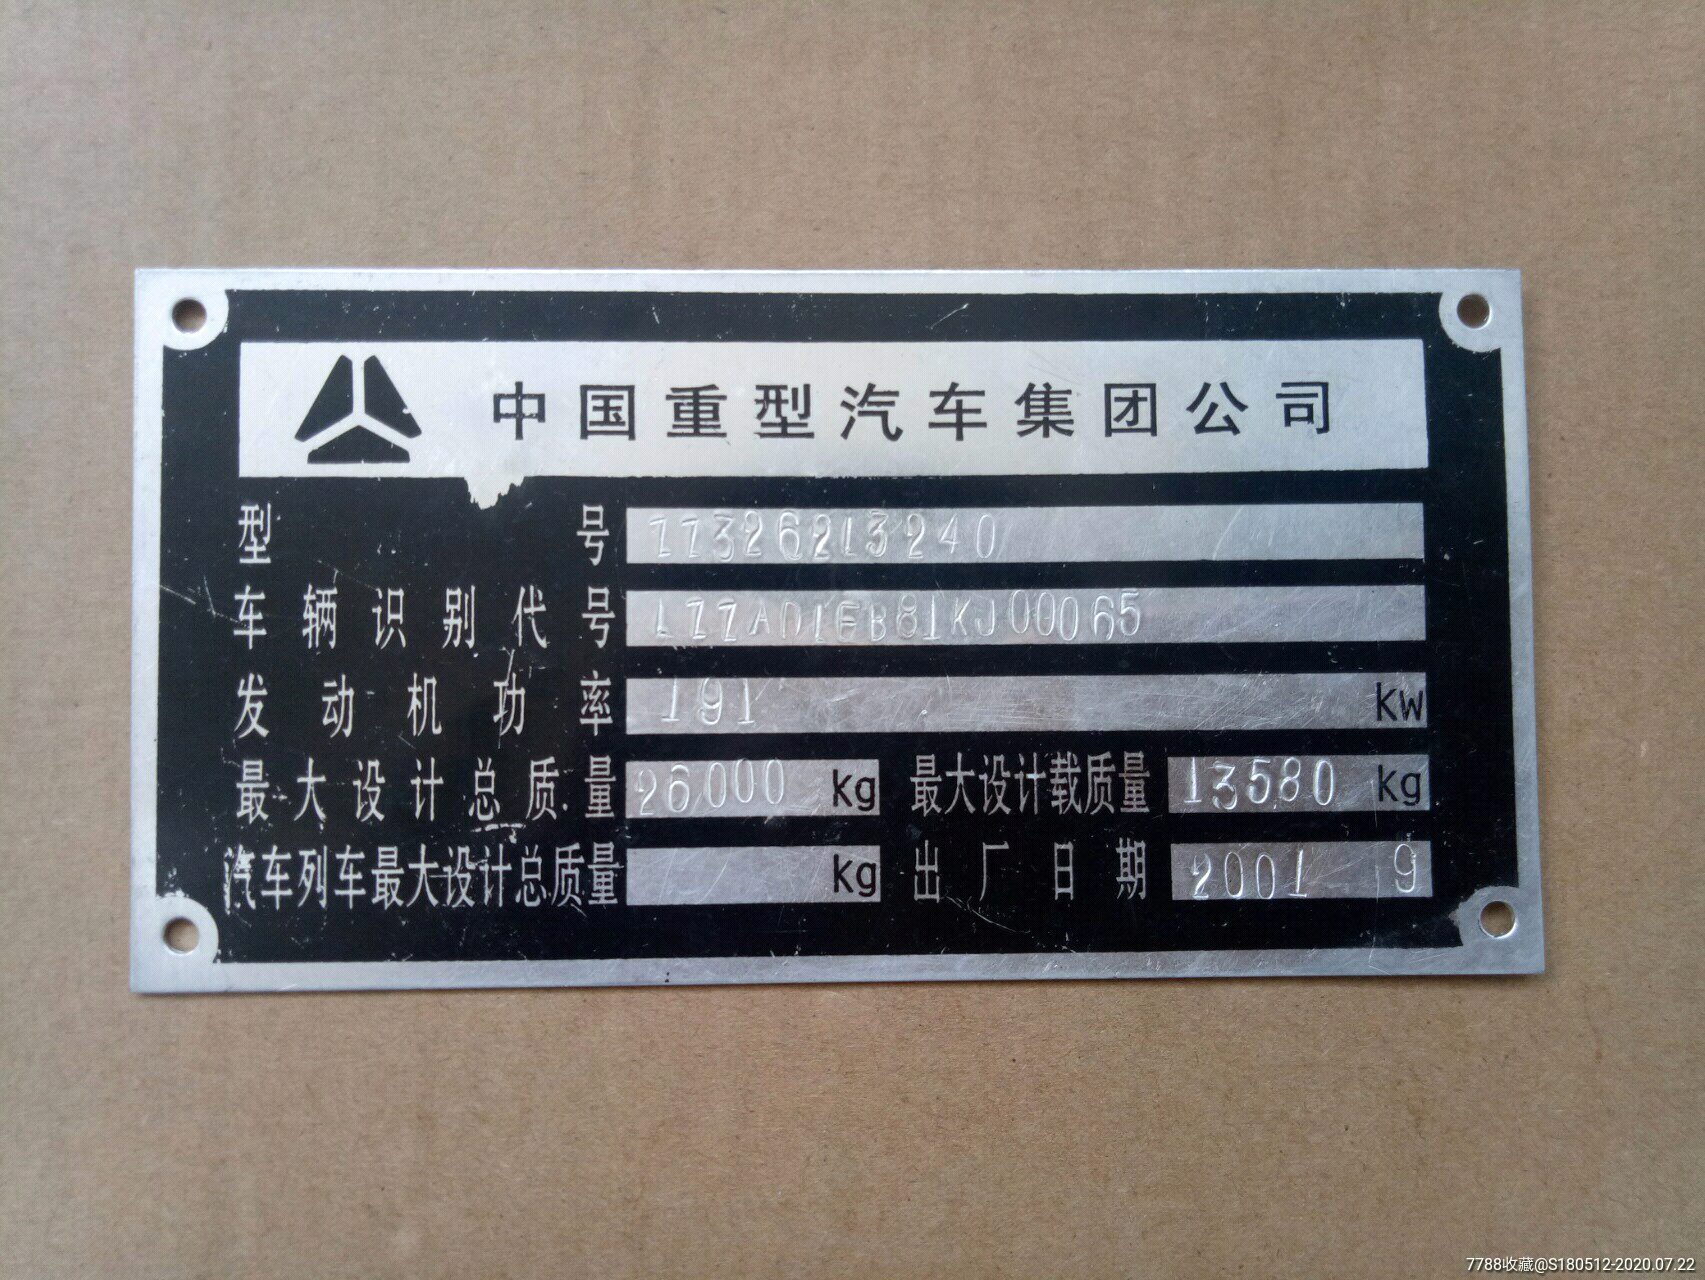 中国重型汽车集团公司
型号 ZZ326213240
车辆识别代号 LZZAD1EB81KJ00065
发动机功率 191 kW
最大设计总质量 26000 kg 最大设计载质量 13580 kg
汽车列车最大设计总质量 kg 出厂日期 2001 9
7788收藏@S180512-2020.07.22